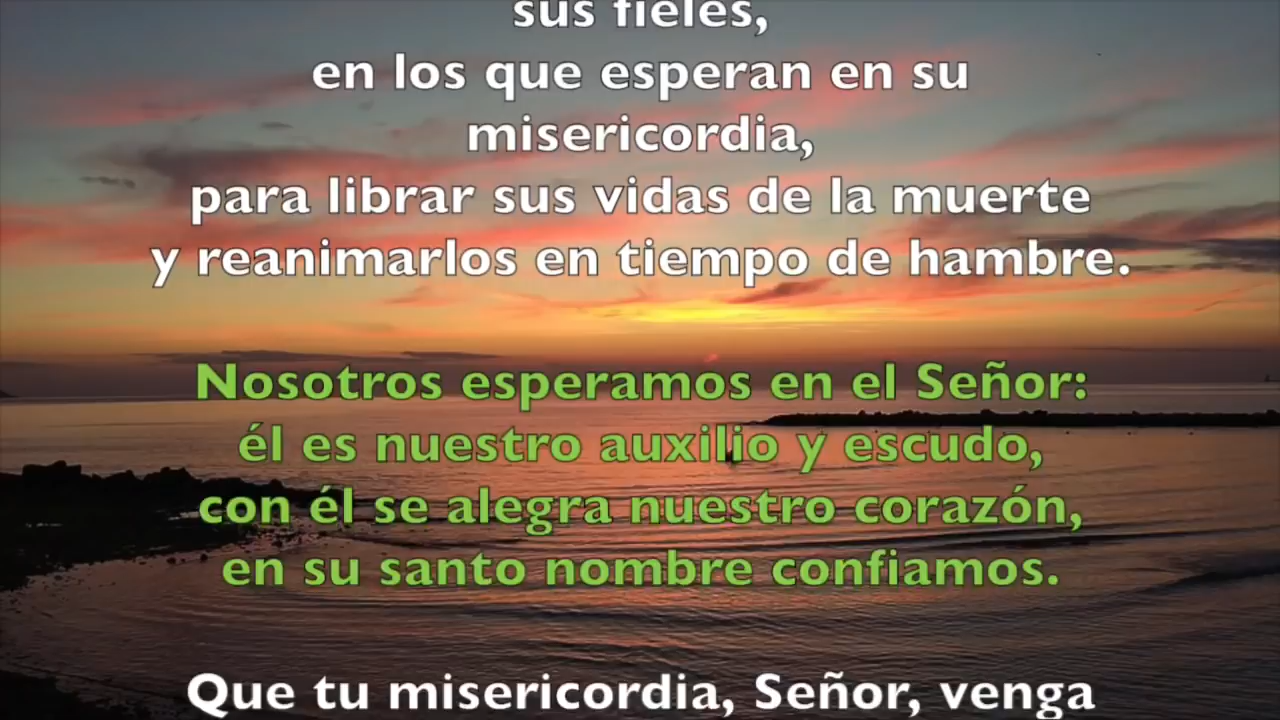 sus fieles,
en los que esperan en su
misericordia,
para librar sus vidas de la muerte
y reanimarlos en tiempo de hambre.
Nosotros esperamos en el Señor:
él es nuestro auxilio y escudo,
con él se alegra nuestro corazón,
en su santo nombre confiamos.
Que tu misericordia, Señor, venga